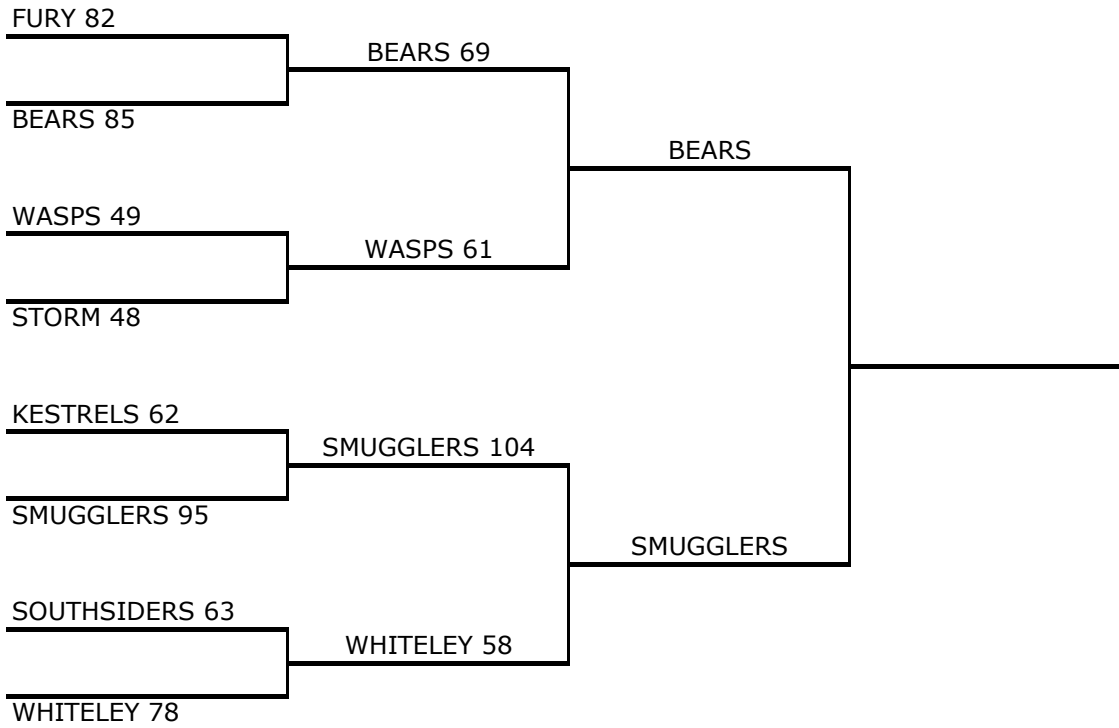 FURY 82
BEARS 69
BEARS 85
BEARS
WASPS 49
WASPS 61
STORM 48
KESTRELS 62
SMUGGLERS 104
SMUGGLERS 95
SMUGGLERS
SOUTHSIDERS 63
WHITELEY 58
WHITELEY 78